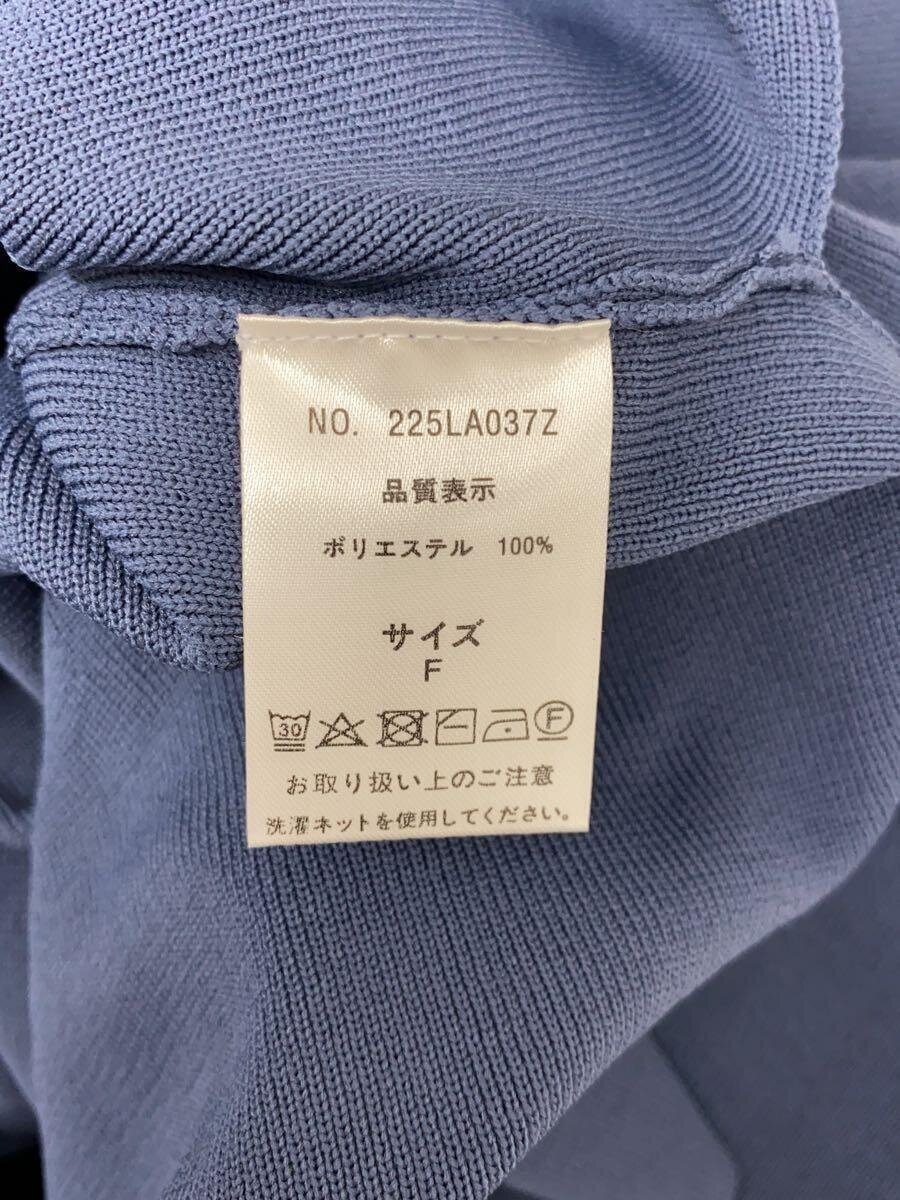 NO. 225LA037Z
品質表示
ポリエステル 100%
サイズ
F
30 F
お取り扱い上のご注意
洗濯ネットを使用してください。